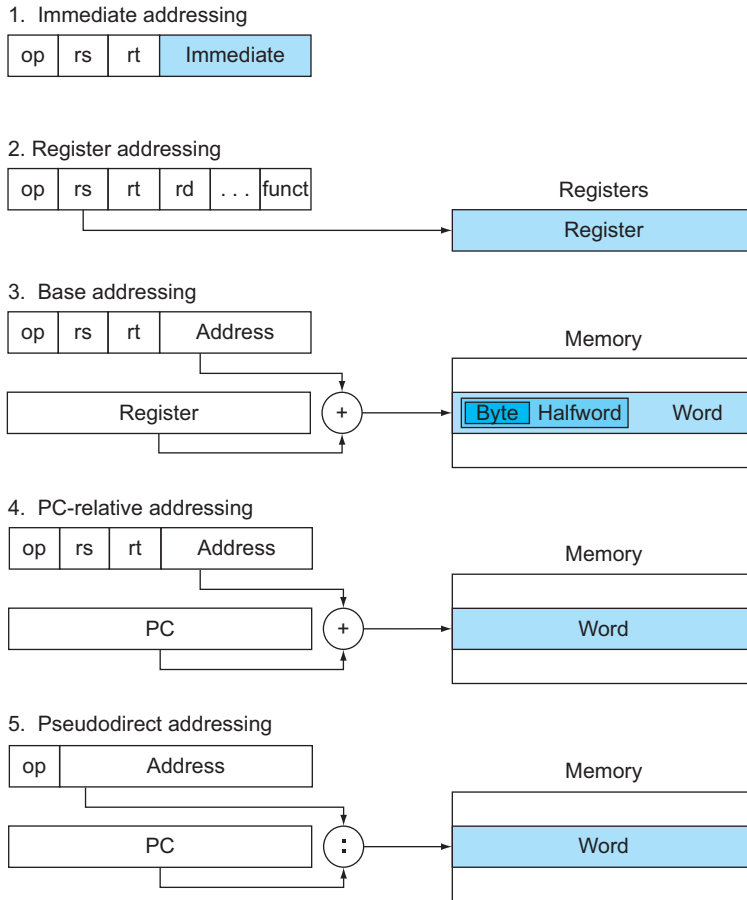 1. Immediate addressing
op rs rt Immediate
2. Register addressing
op rs rt rd . . . funct
Registers
Register
3. Base addressing
op rs rt Address
Memory
Register
+
Byte Halfword Word
4. PC-relative addressing
op rs rt Address
Memory
PC
+
Word
5. Pseudodirect addressing
op Address
Memory
PC
:
Word